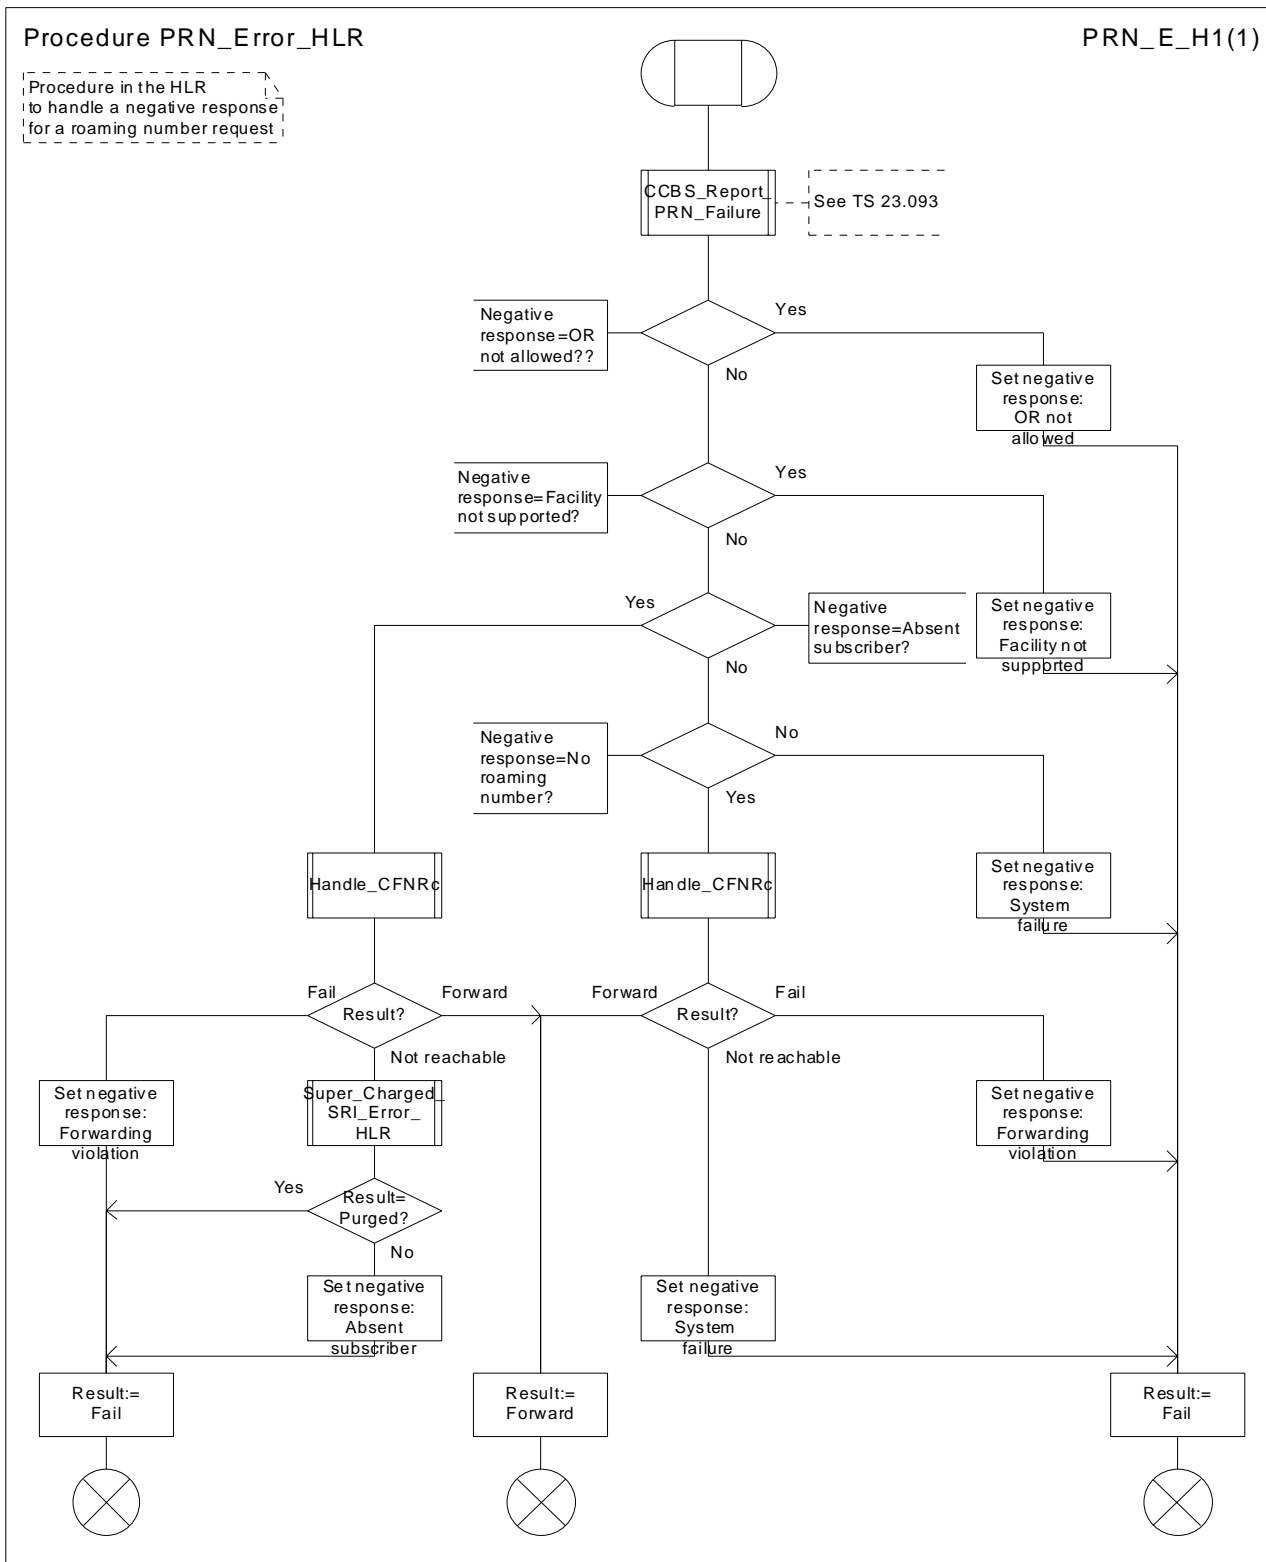 Procedure PRN_Error_HLR
PRN_E_H1(1)
Procedure in the HLR
to handle a negative response
for a roaming number request
CCBS_Report_
PRN_Failure
See TS 23.093
Negative
response=OR
not allowed??
Yes
No
Set negative
response:
OR not
allowed
Negative
response=Facility
not supported?
Yes
No
Yes
Negative
response=Absent
subscriber?
Set negative
response:
Facility not
supported
No
Negative
response=No
roaming
number?
No
Yes
Handle_CFNRc
Handle_CFNRc
Set negative
response:
System
failure
Fail
Forward
Result?
Not reachable
Forward
Fail
Result?
Not reachable
Set negative
response:
Forwarding
violation
Super_Charged_
SRI_Error_
HLR
Set negative
response:
Forwarding
violation
Yes
Result=
Purged?
No
Set negative
response:
Absent
subscriber
Set negative
response:
System
failure
Result:=
Fail
Result:=
Forward
Result:=
Fail